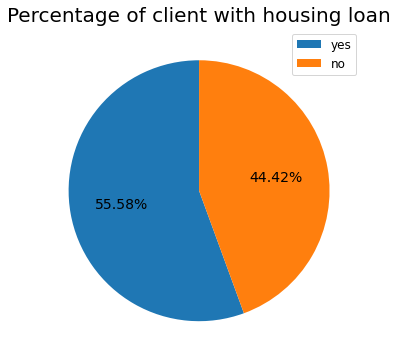 Percentage of client with housing loan
yes
no
44.42%
55.58%